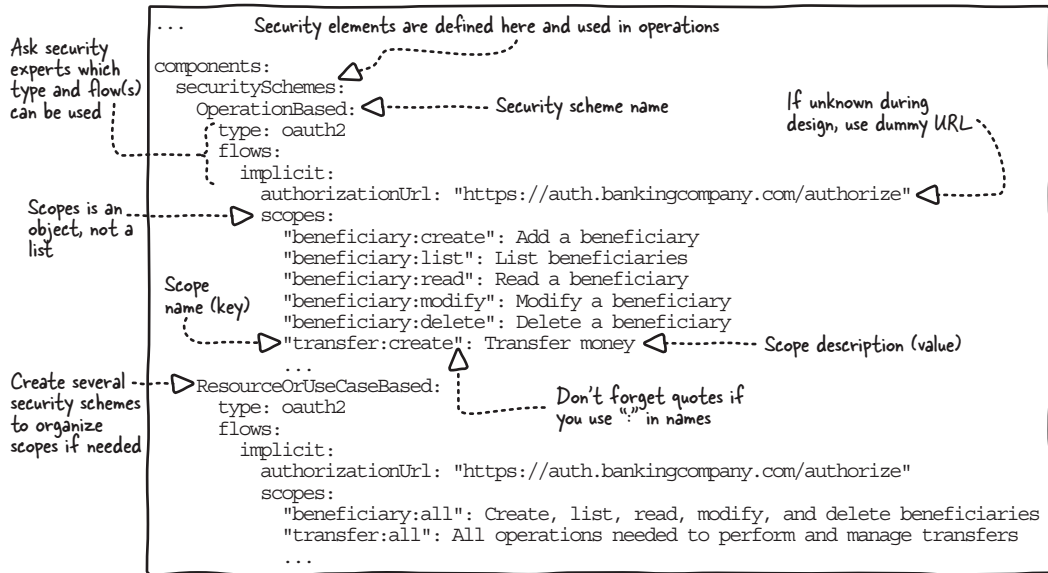 ...
Security elements are defined here and used in operations
Ask security
experts which
type and flow(s)
can be used
components:
securitySchemes:
OperationBased:
Security scheme name
If unknown during
design, use dummy URL
type: oauth2
flows:
implicit:
authorizationUrl: "https://auth.bankingcompany.com/authorize"
Scopes is an
object, not a
list
scopes:
"beneficiary:create": Add a beneficiary
"beneficiary:list": List beneficiaries
"beneficiary:read": Read a beneficiary
"beneficiary:modify": Modify a beneficiary
"beneficiary:delete": Delete a beneficiary
Scope
name (key)
"transfer:create": Transfer money
Scope description (value)
...
Create several
security schemes
to organize
scopes if needed
ResourceOrUseCaseBased:
Don't forget quotes if
you use ":" in names
type: oauth2
flows:
implicit:
authorizationUrl: "https://auth.bankingcompany.com/authorize"
scopes:
"beneficiary:all": Create, list, read, modify, and delete beneficiaries
"transfer:all": All operations needed to perform and manage transfers
...